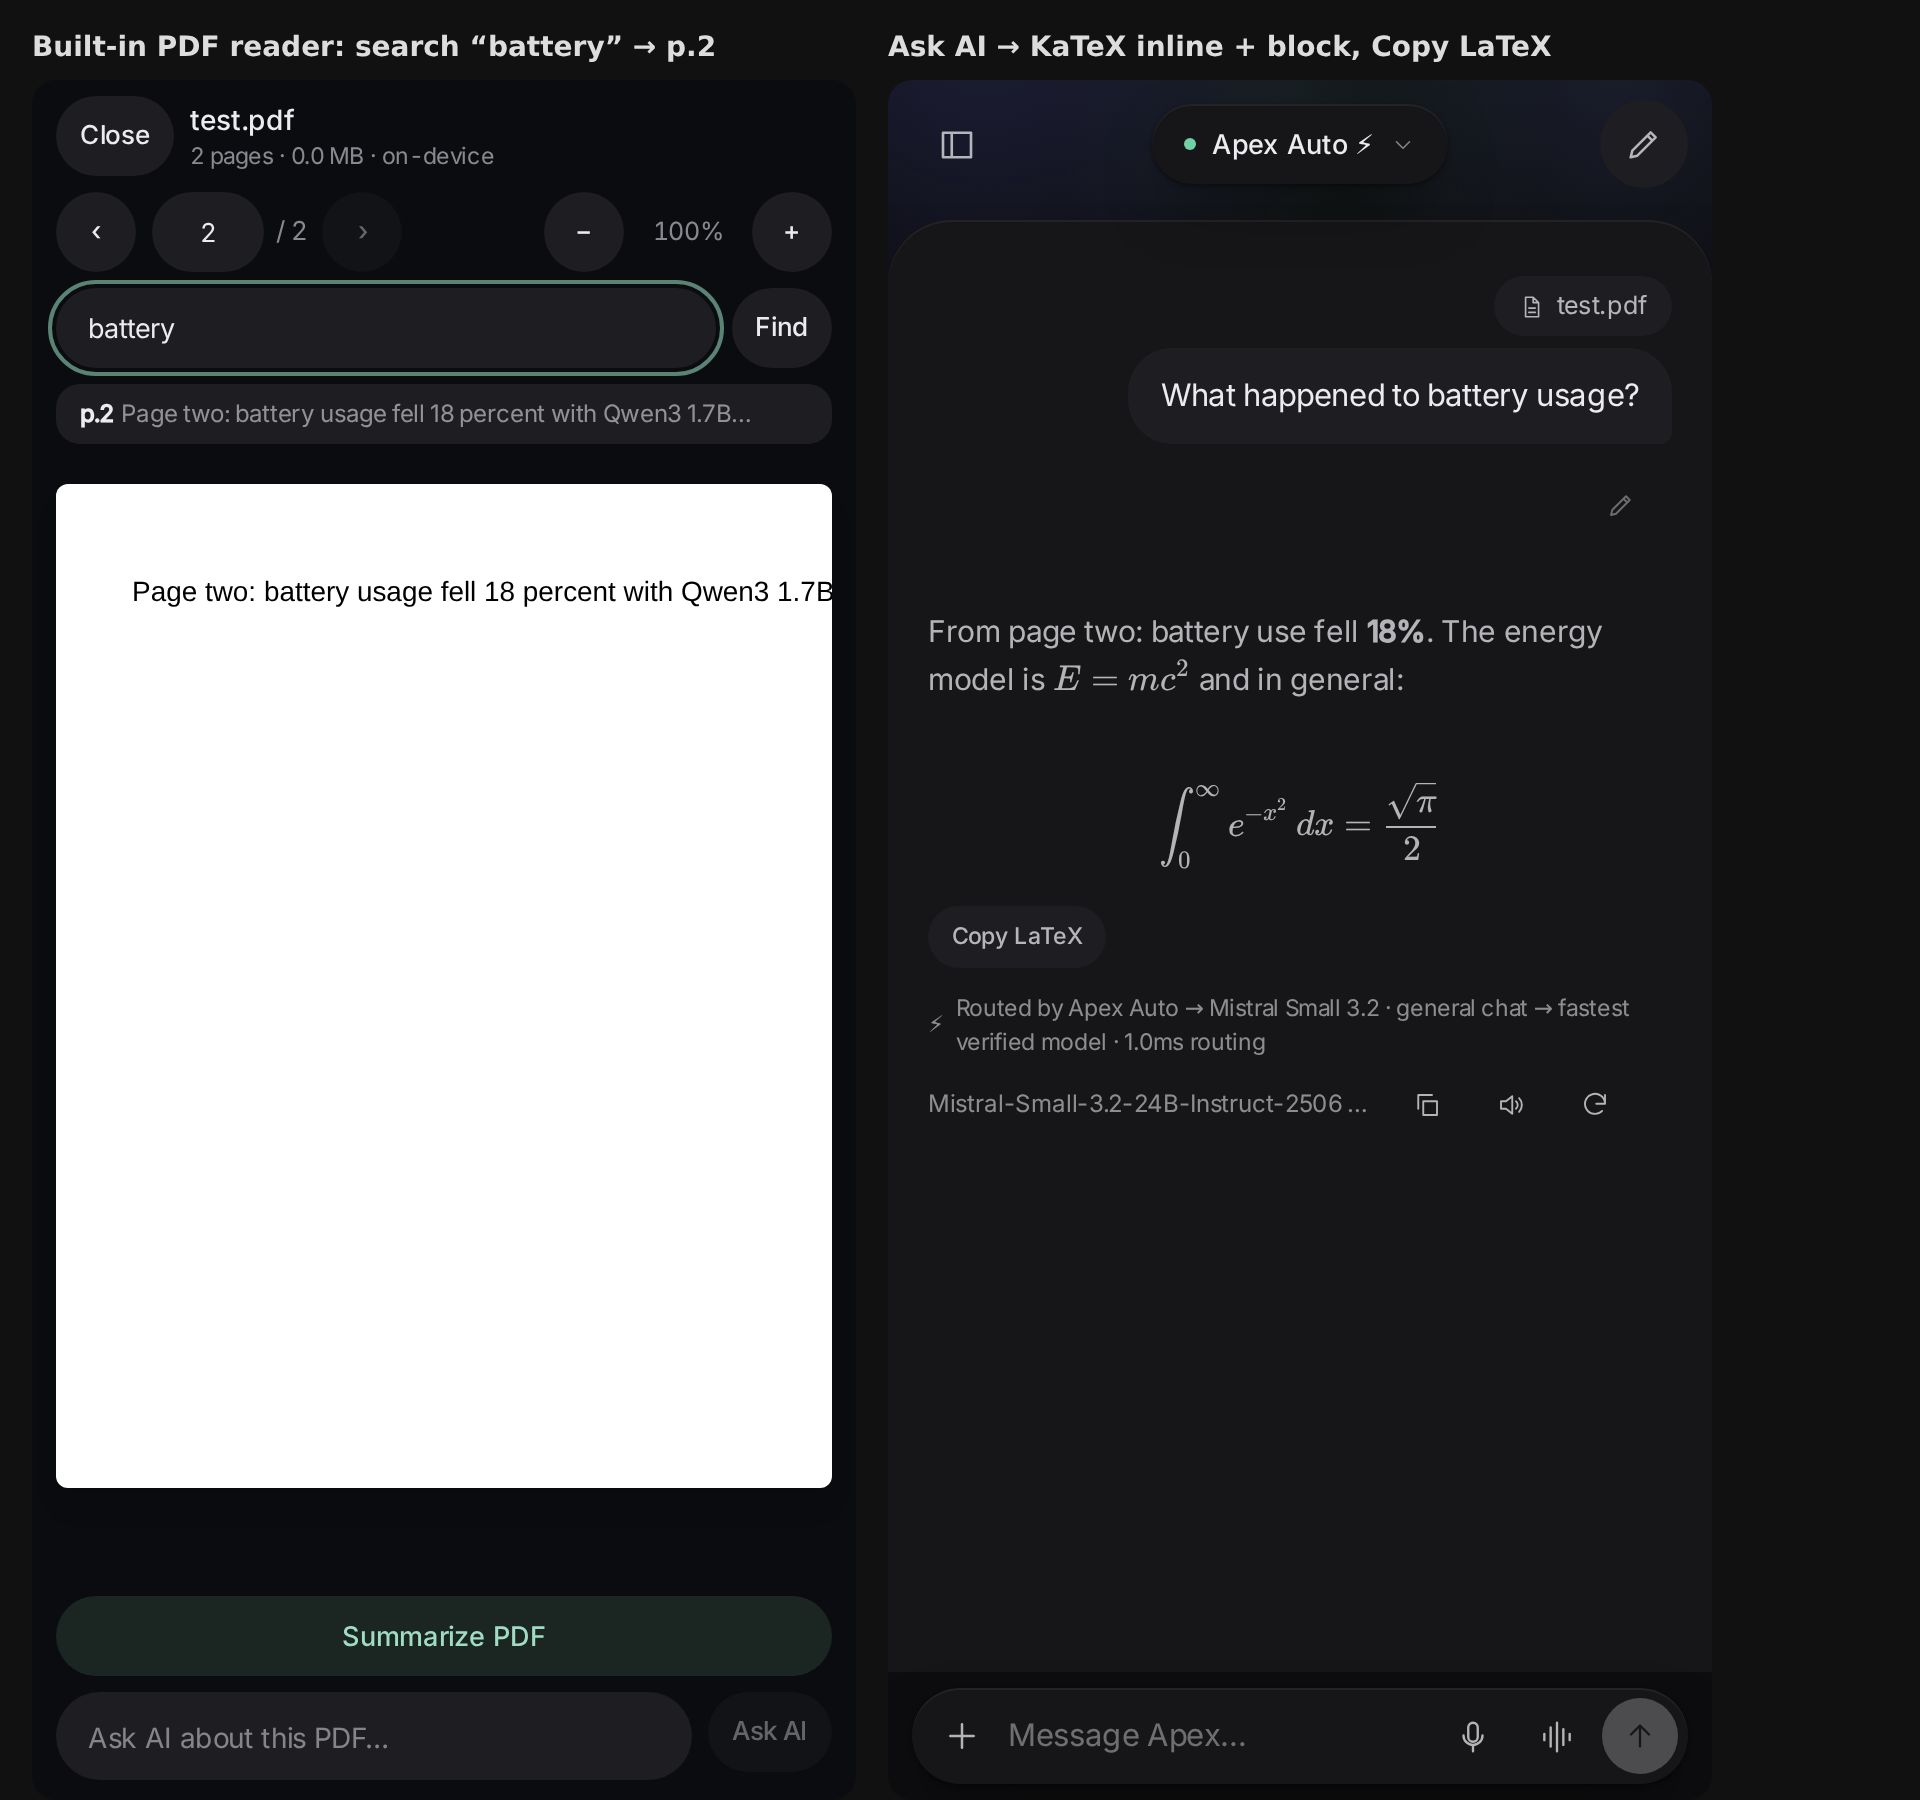 Built-in PDF reader: search “battery” → p.2
Close
test.pdf
2 pages · 0.0 MB · on-device
‹ 2 / 2 › − 100% +
battery
Find
p.2 Page two: battery usage fell 18 percent with Qwen3 1.7B...
Page two: battery usage fell 18 percent with Qwen3 1.7B
Summarize PDF
Ask AI about this PDF...
Ask AI
Ask AI → KaTeX inline + block, Copy LaTeX
Apex Auto ⚡
test.pdf
What happened to battery usage?
From page two: battery use fell 18%. The energy
model is E = mc² and in general:
∫₀^∞ e^{−x²} dx = √π / 2
Copy LaTeX
⚡ Routed by Apex Auto → Mistral Small 3.2 · general chat → fastest
verified model · 1.0ms routing
Mistral-Small-3.2-24B-Instruct-2506 ...
Message Apex...